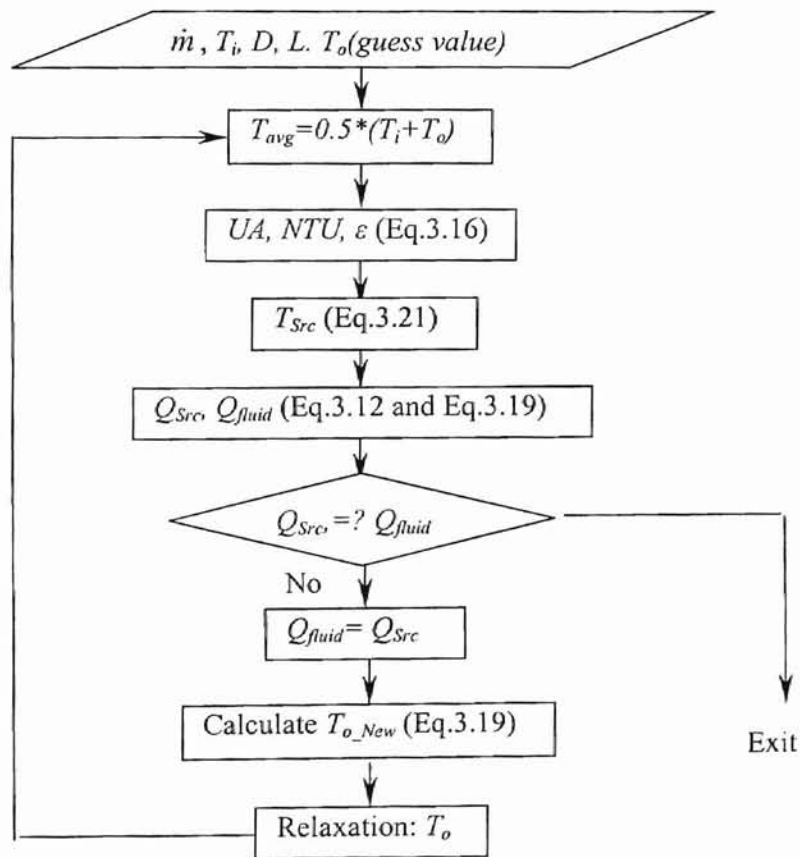 ṁ , Tᵢ, D, L. Tₒ(guess value)
T_avg=0.5*(Tᵢ+Tₒ)
UA, NTU, ε (Eq.3.16)
T_Src (Eq.3.21)
Q_Src, Q_fluid (Eq.3.12 and Eq.3.19)
Q_Src, =? Q_fluid
No
Q_fluid= Q_Src
Calculate T_o_New (Eq.3.19)
Exit
Relaxation: Tₒ